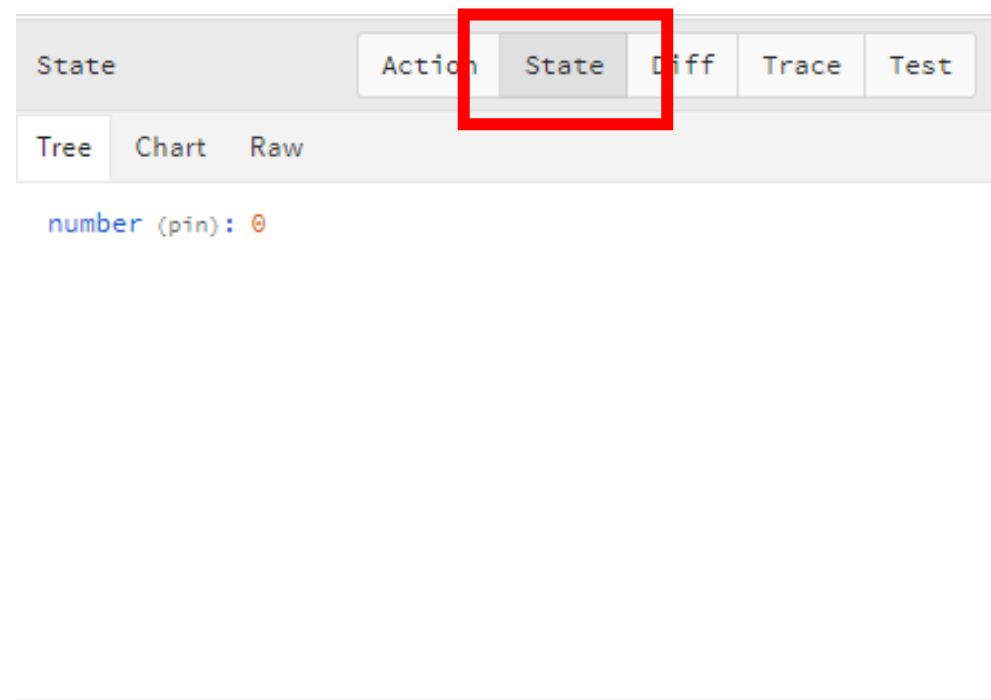 State Action State Diff Trace Test
Tree Chart Raw
number (pin): 0